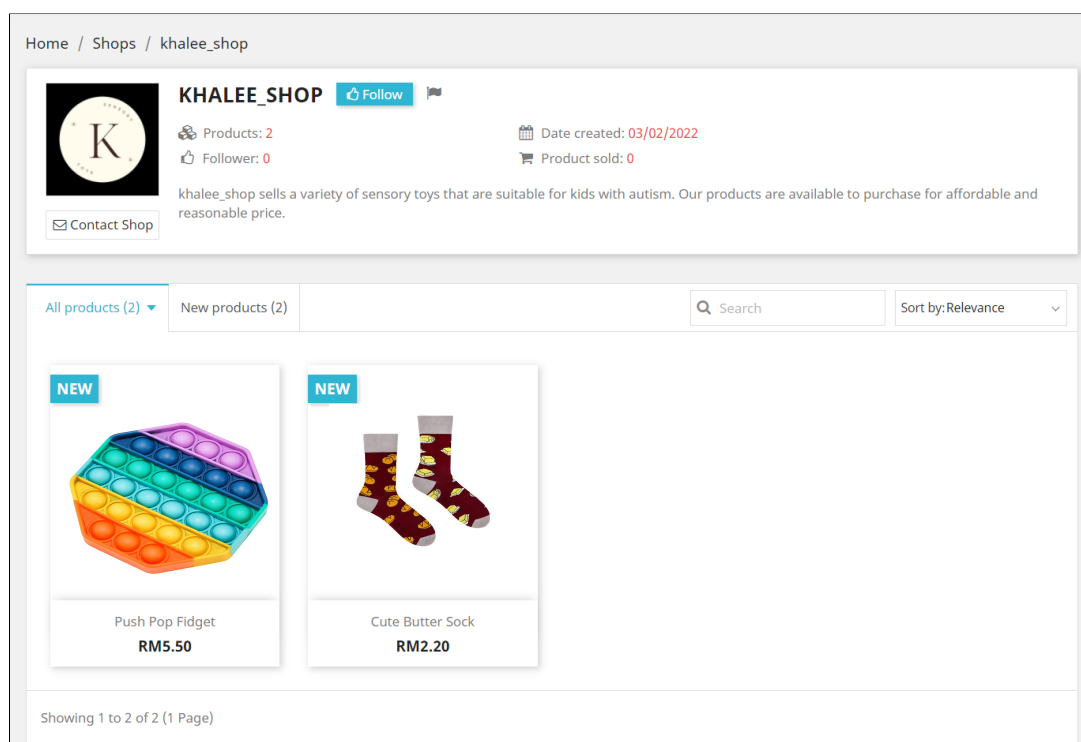 Home / Shops / khalee_shop
SENSORY
K
TOYS
KHALEE_SHOP Follow
Products: 2
Date created: 03/02/2022
Follower: 0
Product sold: 0
khalee_shop sells a variety of sensory toys that are suitable for kids with autism. Our products are available to purchase for affordable and
reasonable price.
Contact Shop
All products (2) New products (2) Search Sort by:Relevance
NEW
NEW
Push Pop Fidget
RM5.50
Cute Butter Sock
RM2.20
Showing 1 to 2 of 2 (1 Page)